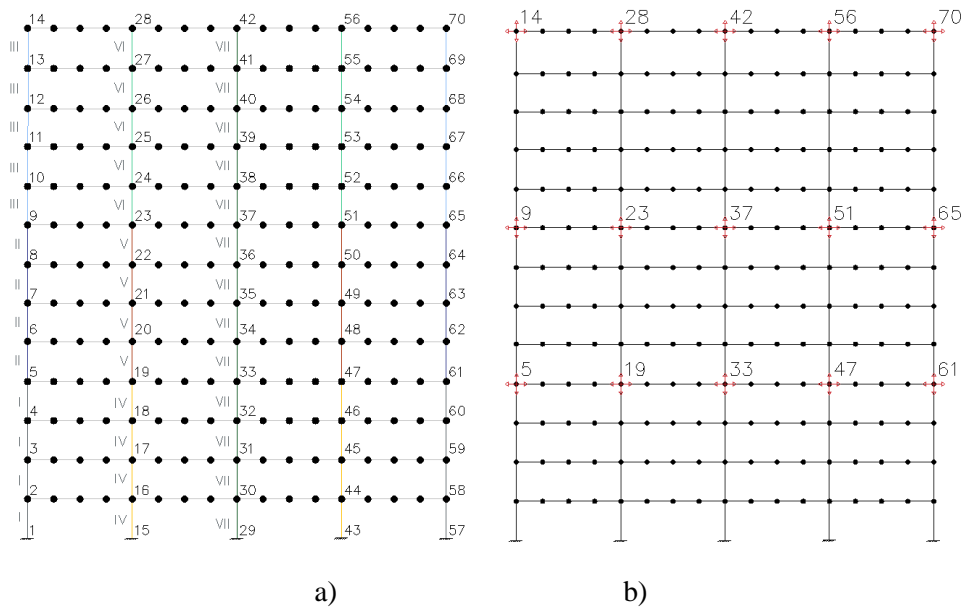 14 28 42 56 70
III VI VII
13 27 41 55 69
III VI VII
12 26 40 54 68
III VI VII
11 25 39 53 67
III VI VII
10 24 38 52 66
III VI VII
9 23 37 51 65
II V VII
8 22 36 50 64
II V VII
7 21 35 49 63
II V VII
6 20 34 48 62
II V VII
5 19 33 47 61
I IV VII
4 18 32 46 60
I IV VII
3 17 31 45 59
I IV VII
2 16 30 44 58
I IV VII
1 15 29 43 57
a)
14 28 42 56 70
9 23 37 51 65
5 19 33 47 61
b)